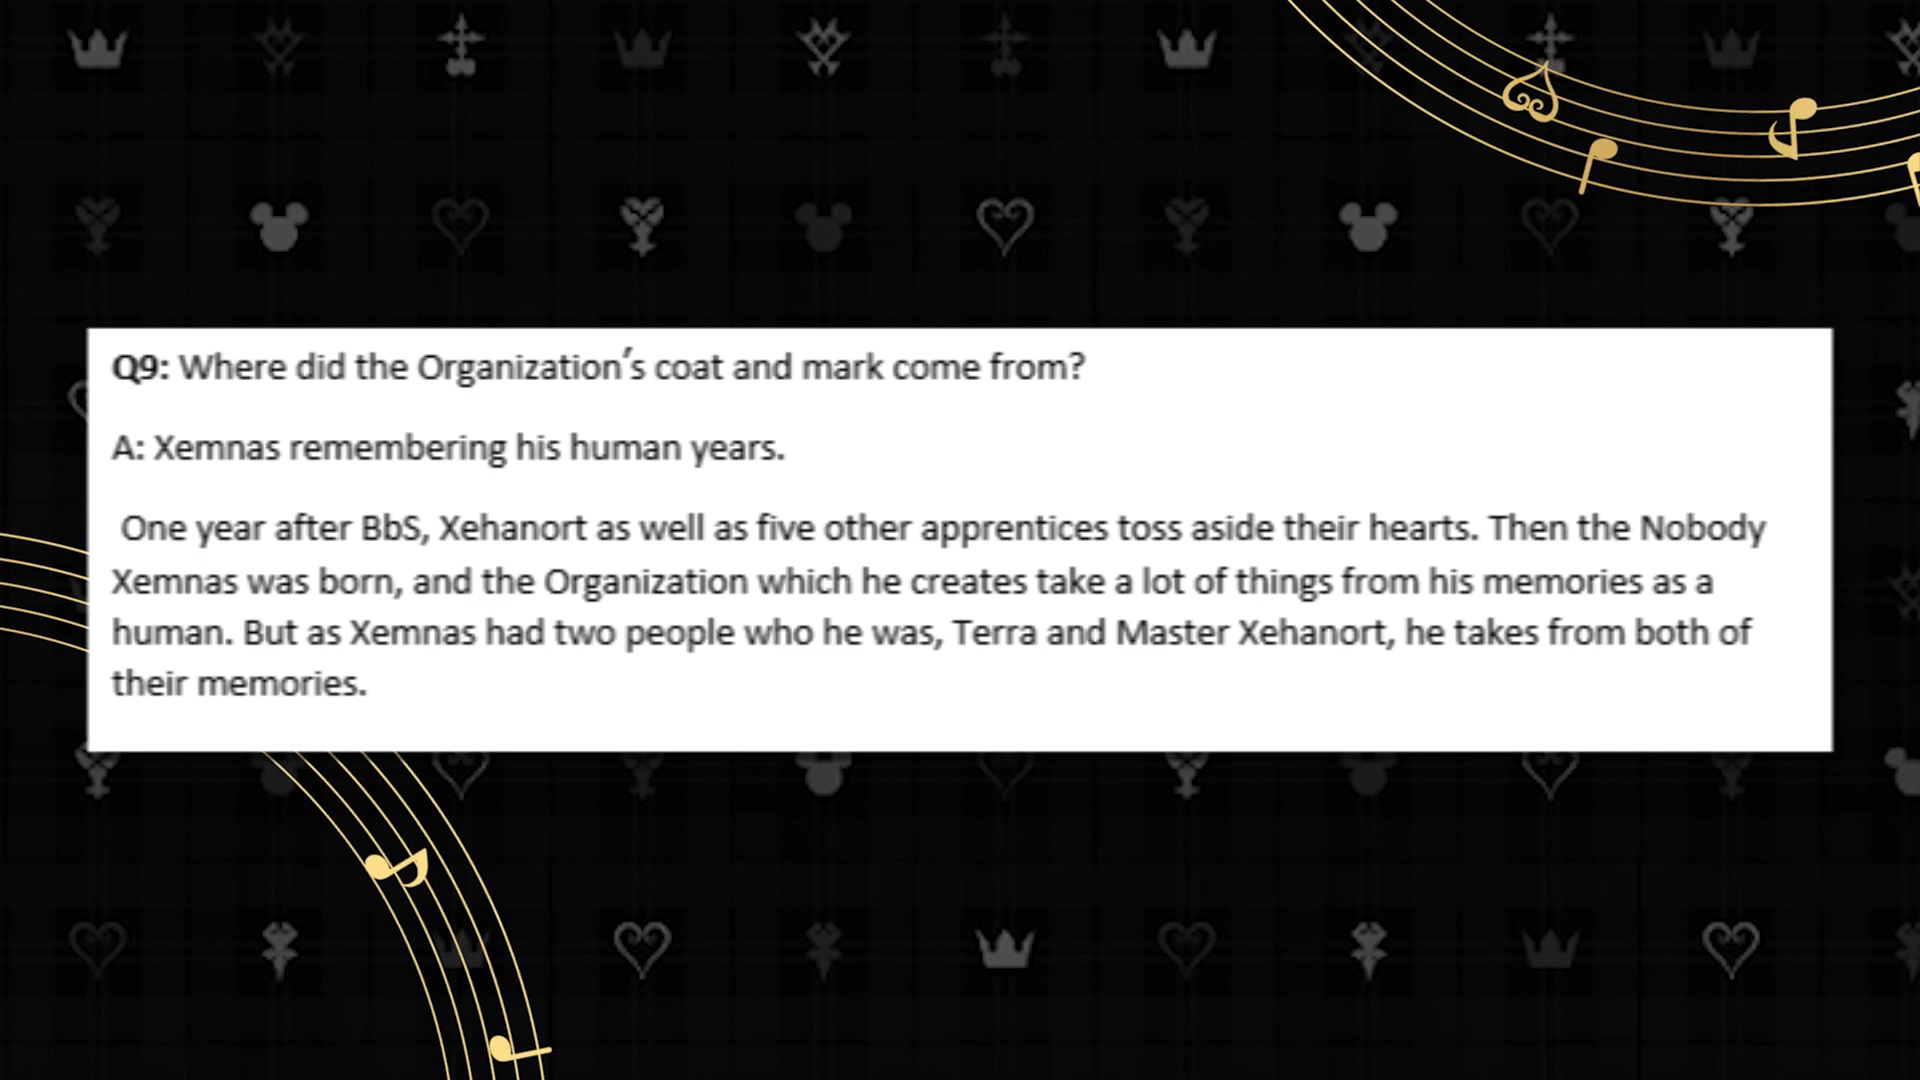 Q9: Where did the Organization's coat and mark come from?
A: Xemnas remembering his human years.
One year after BbS, Xehanort as well as five other apprentices toss aside their hearts. Then the Nobody
Xemnas was born, and the Organization which he creates take a lot of things from his memories as a
human. But as Xemnas had two people who he was, Terra and Master Xehanort, he takes from both of
their memories.